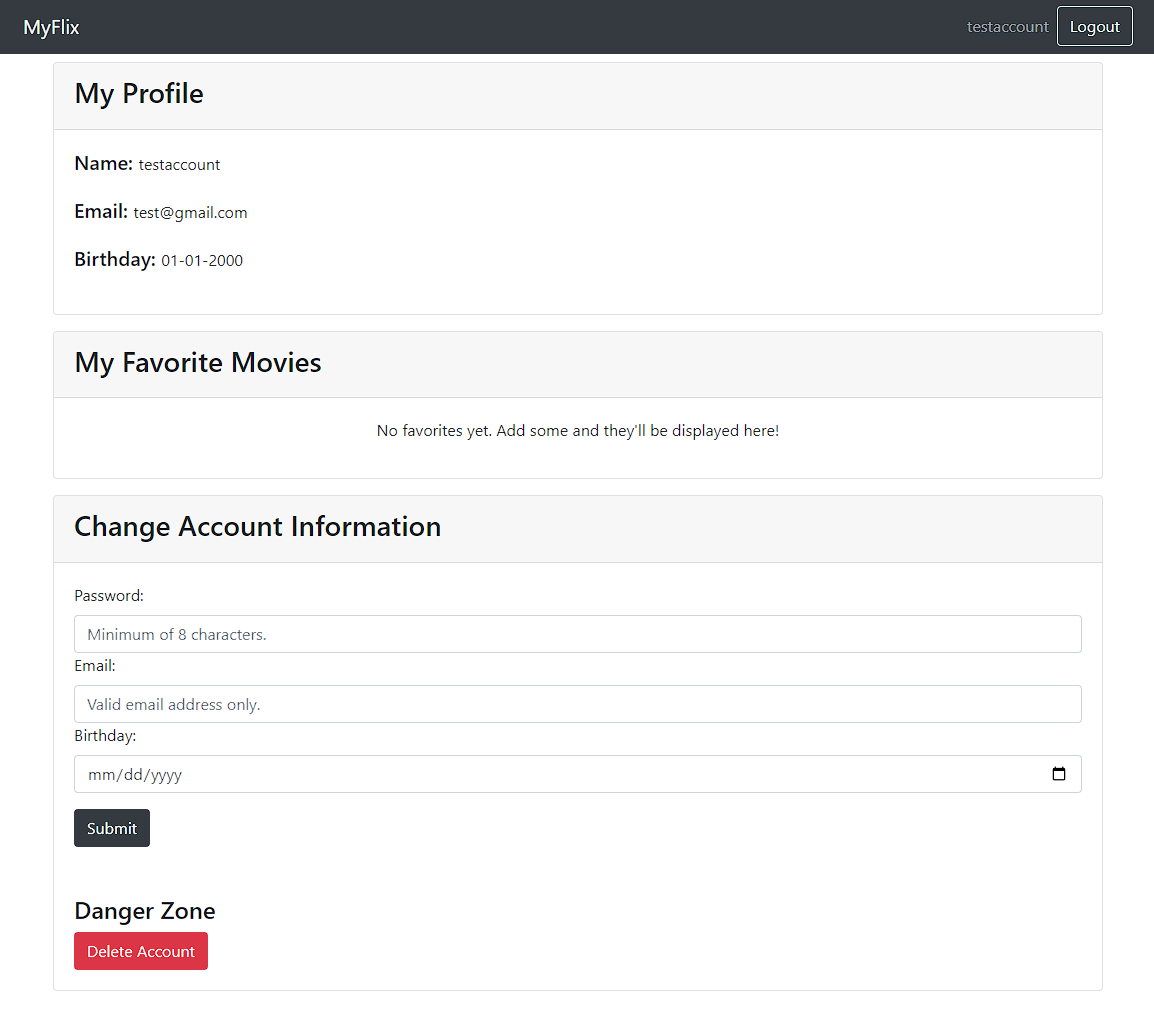 MyFlix
testaccount Logout
My Profile
Name: testaccount
Email: test@gmail.com
Birthday: 01-01-2000
My Favorite Movies
No favorites yet. Add some and they'll be displayed here!
Change Account Information
Password:
Minimum of 8 characters.
Email:
Valid email address only.
Birthday:
mm/dd/yyyy
Submit
Danger Zone
Delete Account